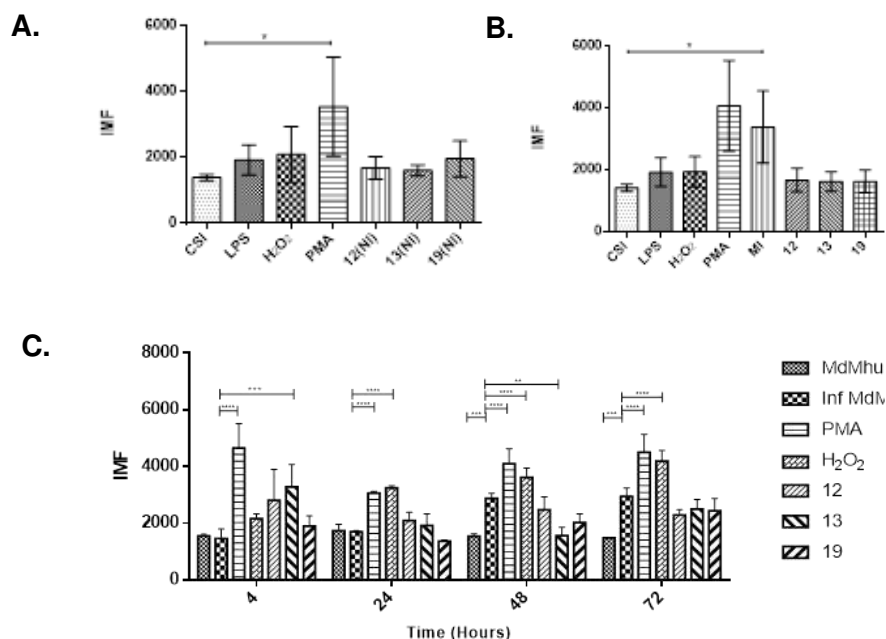 A.
6000
4000
2000
0
IMF
*
CSI
LPS
H₂O₂
PMA
12(NI)
13(NI)
19(NI)
B.
6000
4000
2000
0
IMF
*
CSI
LPS
H₂O₂
PMA
MI
12
13
19
C.
8000
6000
4000
2000
0
IMF
***
****
****
****
**
****
****
***
****
****
***
4
24
48
72
Time (Hours)
MdMhu
Inf MdM
PMA
H₂O₂
12
13
19